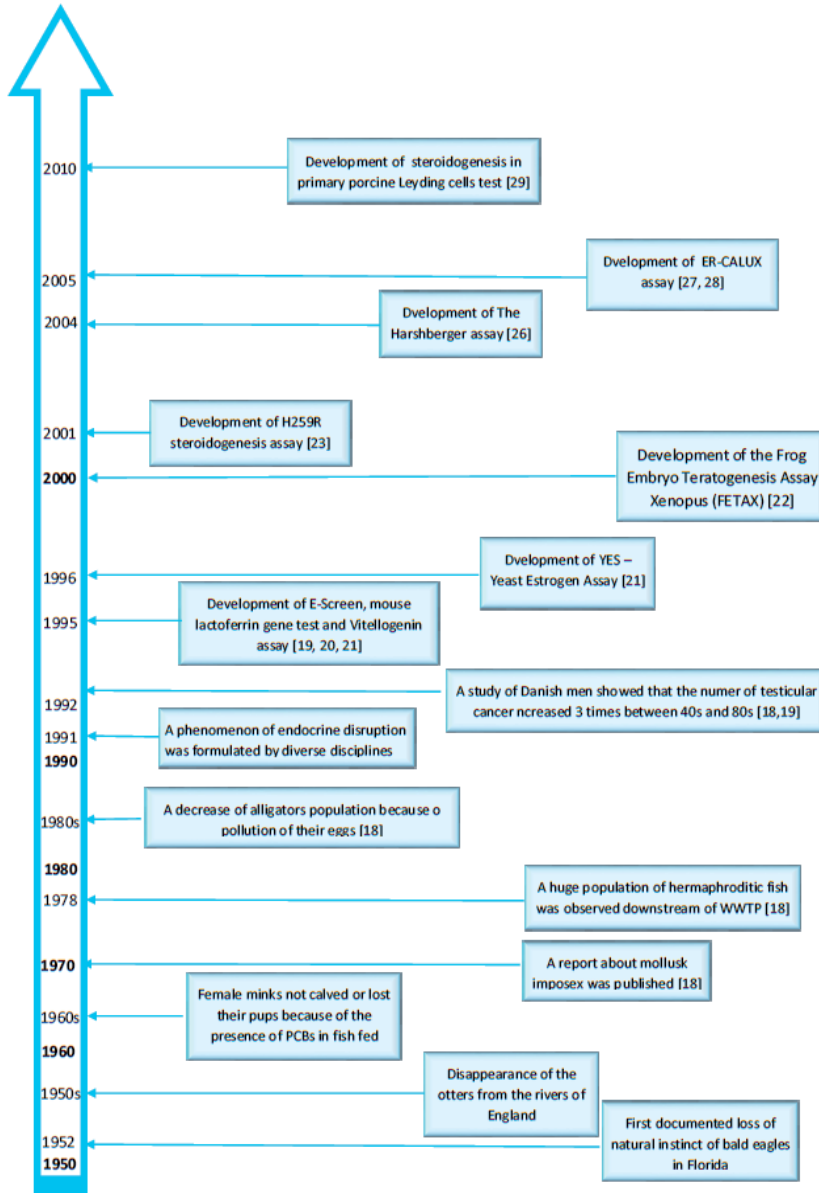 2010
Development of steroidogenesis in
primary porcine Leyding cells test [29]
2005
Dvelopment of ER-CALUX
assay [27, 28]
2004
Dvelopment of The
Harshberger assay [26]
2001
Development of H259R
steroidogenesis assay [23]
2000
Development of the Frog
Embryo Teratogenesis Assay
Xenopus (FETAX) [22]
1996
Dvelopment of YES –
Yeast Estrogen Assay [21]
1995
Development of E-Screen, mouse
lactoferrin gene test and Vitellogenin
assay [19, 20, 21]
1992
A study of Danish men showed that the numer of testicular
cancer ncreased 3 times between 40s and 80s [18,19]
1991
A phenomenon of endocrine disruption
was formulated by diverse disciplines
1990
1980s
A decrease of alligators population because o
pollution of their eggs [18]
1980
1978
A huge population of hermaphroditic fish
was observed downstream of WWTP [18]
1970
A report about mollusk
imposex was published [18]
1960s
Female minks not calved or lost
their pups because of the
presence of PCBs in fish fed
1960
1950s
Disappearance of the
otters from the rivers of
England
1952
First documented loss of
natural instinct of bald eagles
in Florida
1950